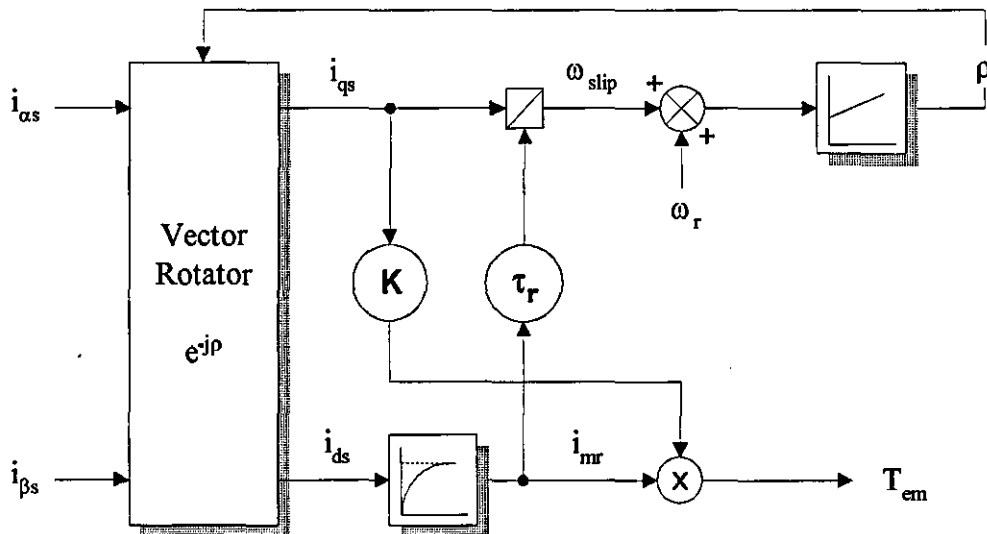 i_αs
i_qs
ω_slip
+
+
ρ
ω_r
Vector
Rotator
e^-jρ
K
τ_r
i_βs
i_ds
i_mr
X
T_em